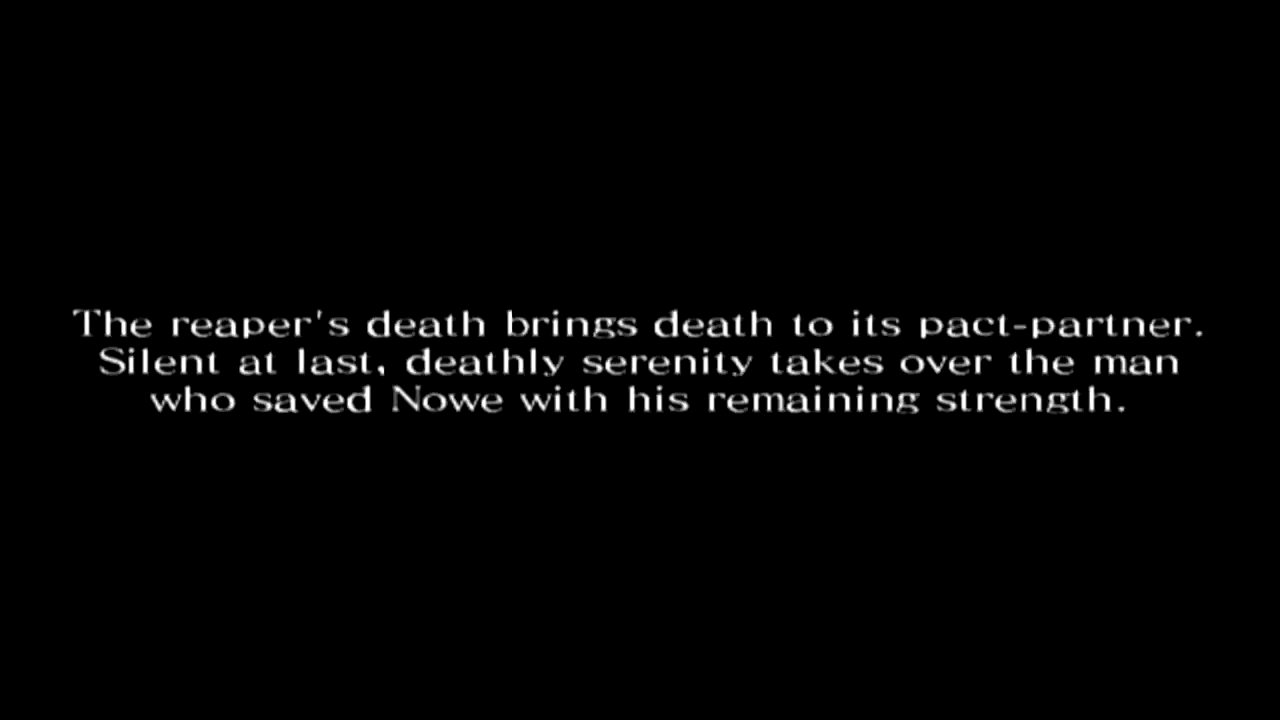 The reaper's death brings death to its pact-partner.
Silent at last, deathly serenity takes over the man
who saved Nowe with his remaining strength.